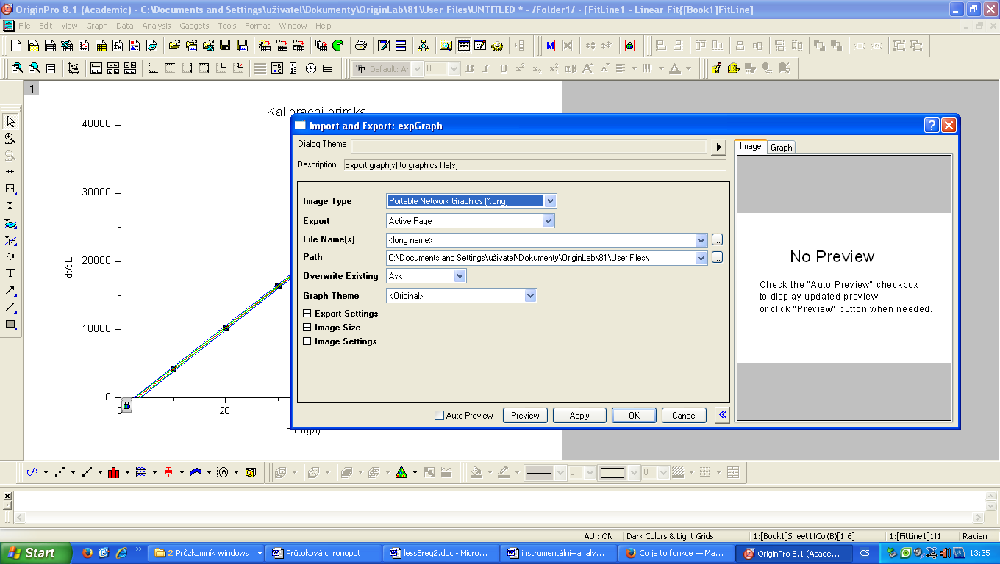 OriginPro 8.1 (Academic) - C:\Documents and Settings\uživatel\Dokumenty\OriginLab\81\User Files\UNTITLED * - /Folder1/ - [FitLine1 - Linear Fit{[Book1]FitLine]
File Edit View Graph Data Analysis Gadgets Tools Format Window Help
Default: Ar 0 B I U x² x₂ αβ A A A
1
Kalibracni primka
40000
30000
20000
10000
0
dt/dE
0 20
c (mg/l)
Import and Export: expGraph
Dialog Theme
Description Export graph(s) to graphics file(s)
Image Type Portable Network Graphics (*.png)
Export Active Page
File Name(s) <long name> ...
Path C:\Documents and Settings\uživatel\Dokumenty\OriginLab\81\User Files\ ...
Overwrite Existing Ask
Graph Theme <Original>
Export Settings
Image Size
Image Settings
Auto Preview Preview Apply OK Cancel
Image Graph
No Preview
Check the "Auto Preview" checkbox
to display updated preview,
or click "Preview" button when needed.
0 0
AU : ON Dark Colors & Light Grids 1:[Book1]Sheet1!Col(B)[1:6] 1:[FitLine1]1!1 Radian
Start 2 Průzkumník Windows Průtoková chronopot... less8reg2.doc - Micro... instrumentální+analy... Co je to funkce — Ma... OriginPro 8.1 (Acade... CS 13:35